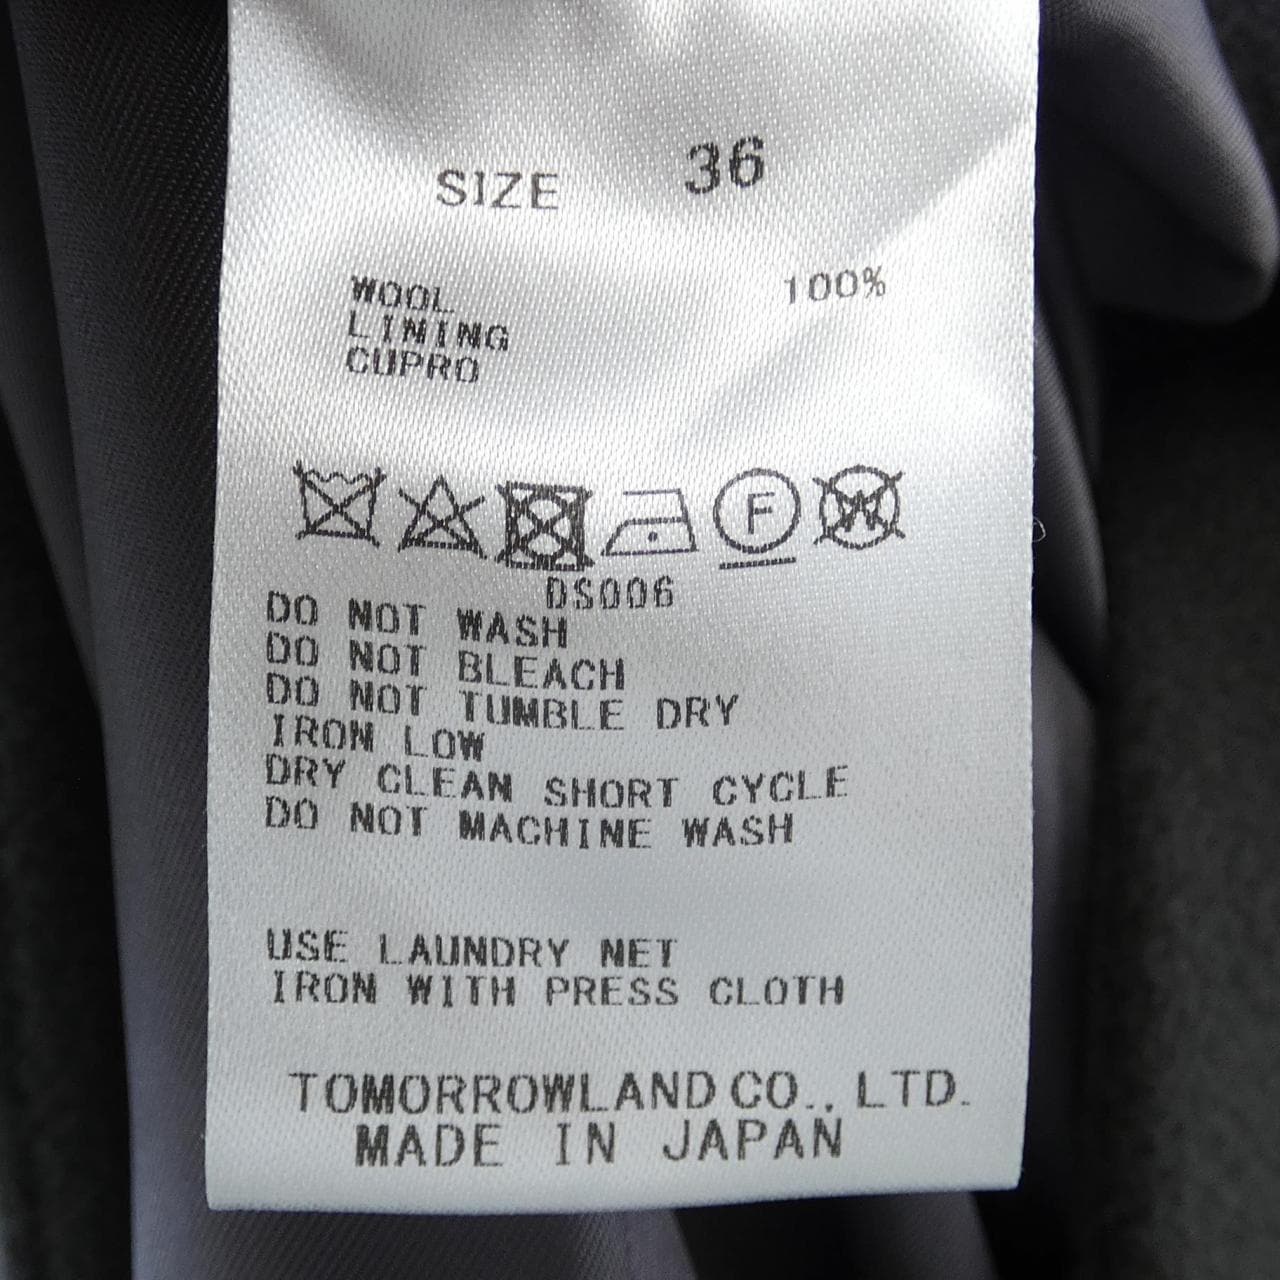 SIZE 36
WOOL 100%
LINING
CUPRO
F W
DS006
DO NOT WASH
DO NOT BLEACH
DO NOT TUMBLE DRY
IRON LOW
DRY CLEAN SHORT CYCLE
DO NOT MACHINE WASH
USE LAUNDRY NET
IRON WITH PRESS CLOTH
TOMORROWLAND CO., LTD.
MADE IN JAPAN